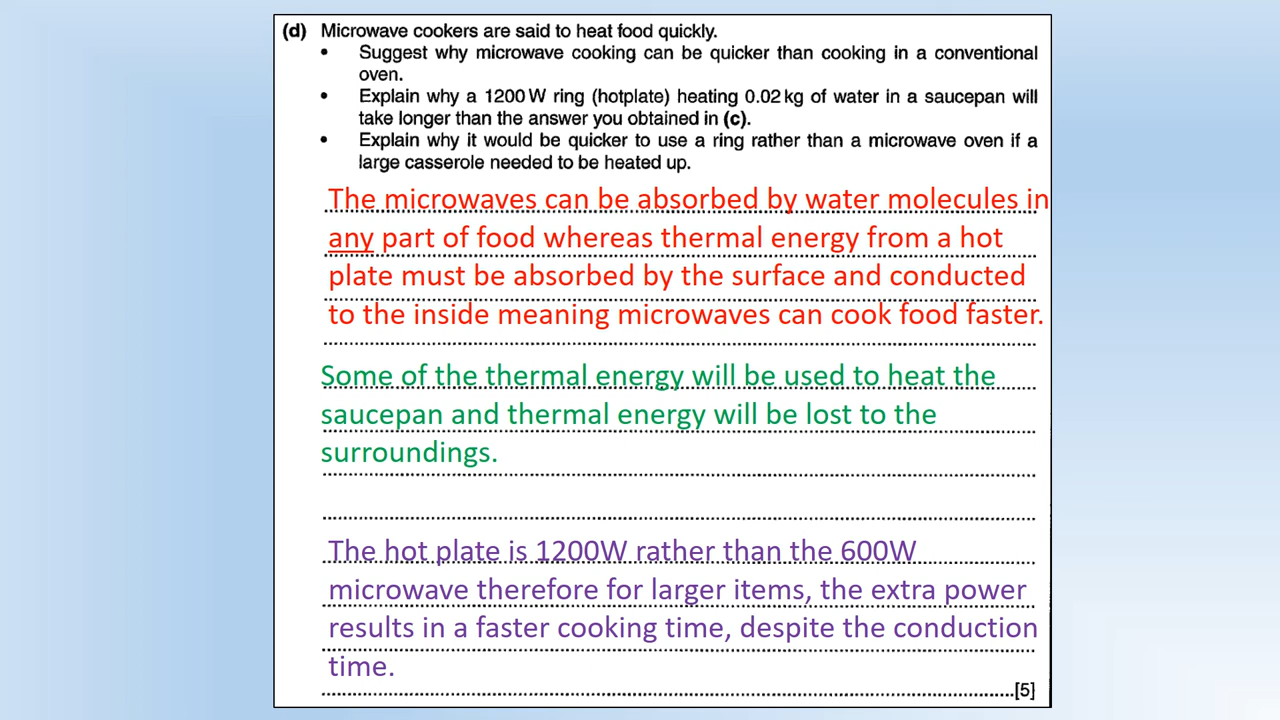 (d) Microwave cookers are said to heat food quickly.
• Suggest why microwave cooking can be quicker than cooking in a conventional
oven.
• Explain why a 1200 W ring (hotplate) heating 0.02 kg of water in a saucepan will
take longer than the answer you obtained in (c).
• Explain why it would be quicker to use a ring rather than a microwave oven if a
large casserole needed to be heated up.
The microwaves can be absorbed by water molecules in
any part of food whereas thermal energy from a hot
plate must be absorbed by the surface and conducted
to the inside meaning microwaves can cook food faster.
Some of the thermal energy will be used to heat the
saucepan and thermal energy will be lost to the
surroundings.
The hot plate is 1200W rather than the 600W
microwave therefore for larger items, the extra power
results in a faster cooking time, despite the conduction
time.
[5]